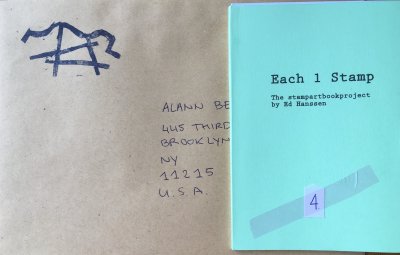 ALANN BE
445 THIRD
BROOKLYN
NY
11215
U.S.A.
Each 1 Stamp
The stampartbookproject
by Ed Hanssen
4